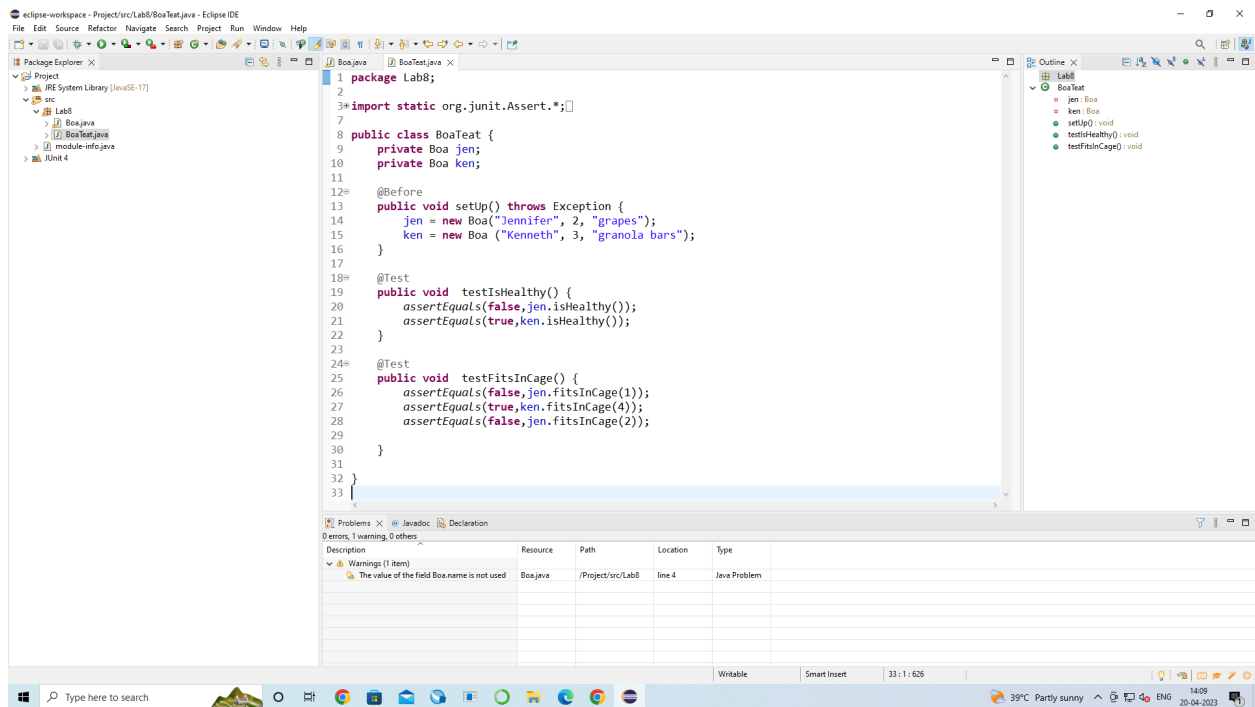 eclipse-workspace - Project/src/Lab8/BoaTeat.java - Eclipse IDE
File Edit Source Refactor Navigate Search Project Run Window Help
Package Explorer
Project
JRE System Library [JavaSE-17]
src
Lab8
Boa.java
BoaTeat.java
module-info.java
JUnit 4
Boa.java BoaTeat.java
1 package Lab8;
2
3 import static org.junit.Assert.*;
7
8 public class BoaTeat {
9 private Boa jen;
10 private Boa ken;
11
12 @Before
13 public void setUp() throws Exception {
14 jen = new Boa("Jennifer", 2, "grapes");
15 ken = new Boa ("Kenneth", 3, "granola bars");
16 }
17
18 @Test
19 public void  testIsHealthy() {
20 assertEquals(false,jen.isHealthy());
21 assertEquals(true,ken.isHealthy());
22 }
23
24 @Test
25 public void  testFitsInCage() {
26 assertEquals(false,jen.fitsInCage(1));
27 assertEquals(true,ken.fitsInCage(4));
28 assertEquals(false,jen.fitsInCage(2));
29
30 }
31
32 }
33
Outline
Lab8
BoaTeat
jen : Boa
ken : Boa
setUp() : void
testIsHealthy() : void
testFitsInCage() : void
Problems @ Javadoc Declaration
0 errors, 1 warning, 0 others
Description Resource Path Location Type
Warnings (1 item)
The value of the field Boa.name is not used Boa.java /Project/src/Lab8 line 4 Java Problem
Writable Smart Insert 33 : 1 : 626
Type here to search
39°C Partly sunny ENG 14:09
20-04-2023